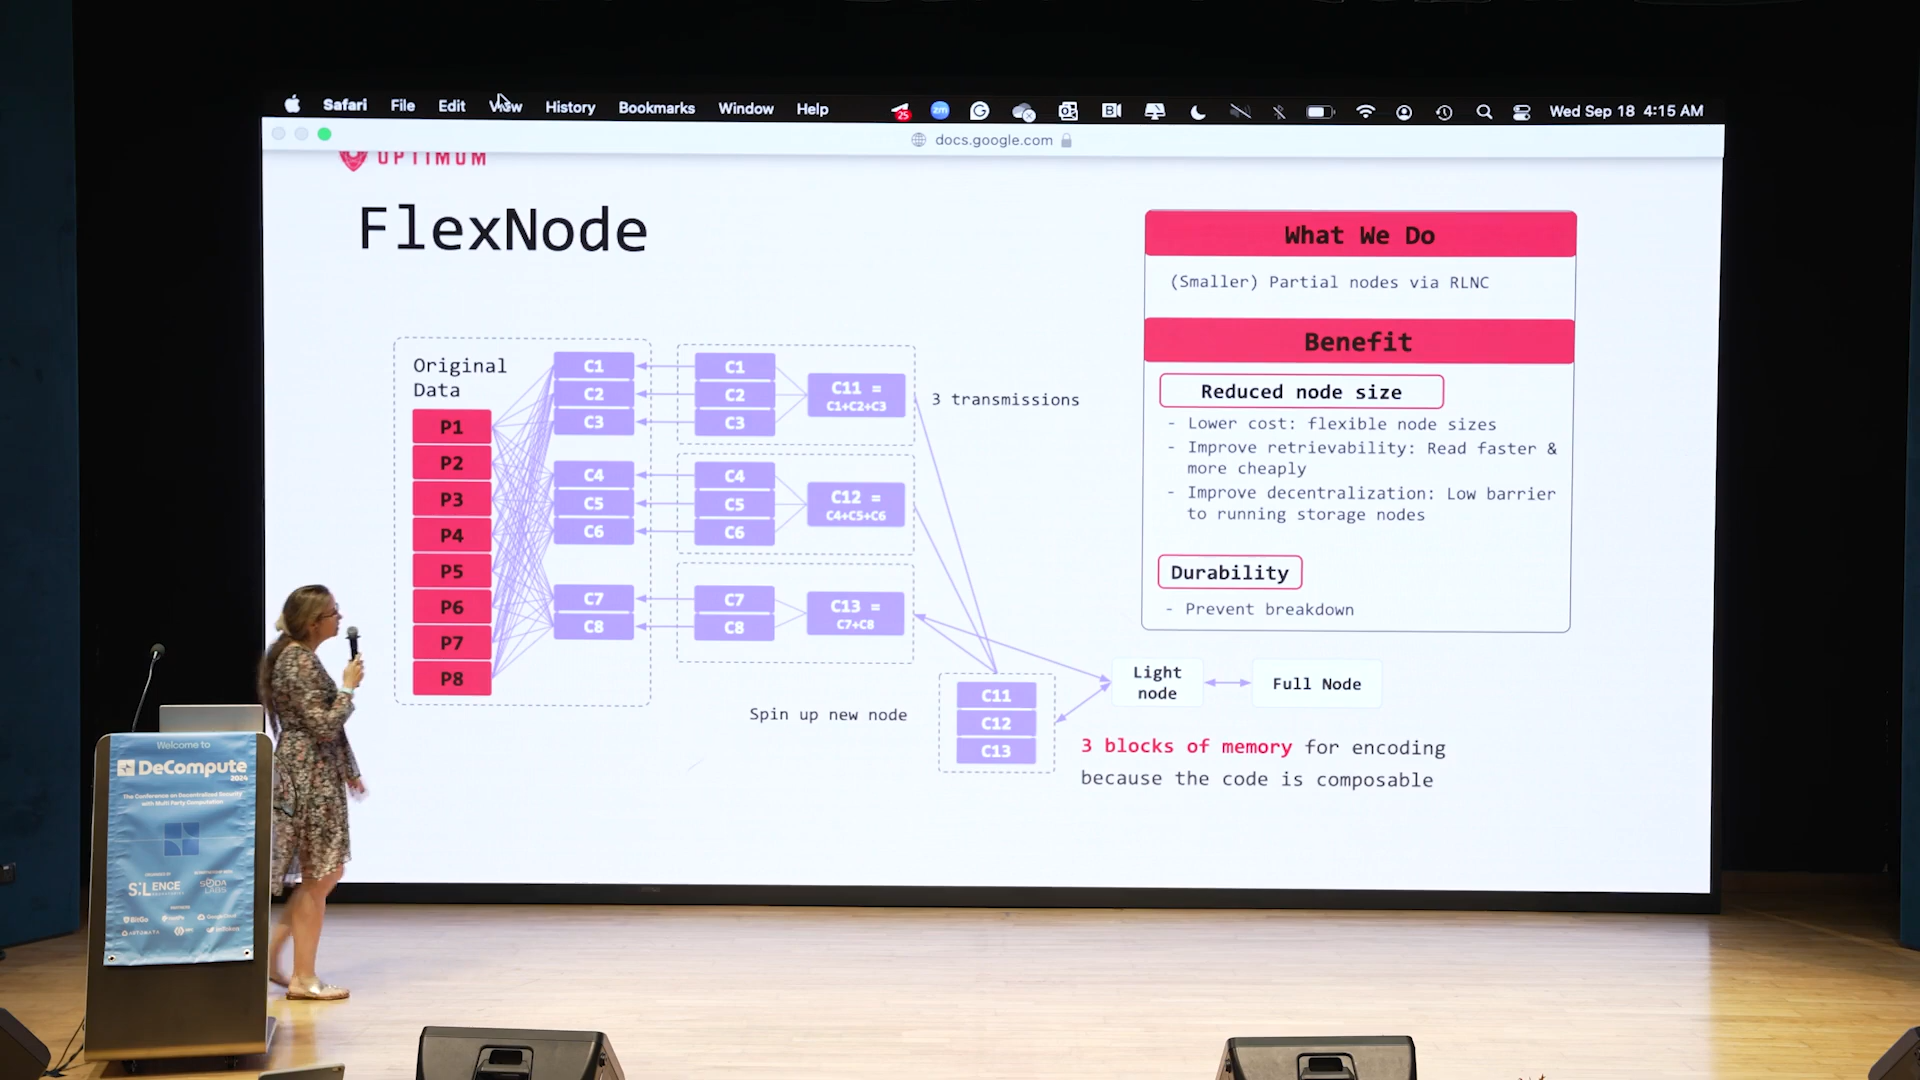 Safari File Edit View History Bookmarks Window Help
25
zm
Wed Sep 18 4:15 AM
docs.google.com
OPTIMUM
FlexNode
Original
Data
P1
P2
P3
P4
P5
P6
P7
P8
C1
C2
C3
C4
C5
C6
C7
C8
C1
C2
C3
C4
C5
C6
C7
C8
C11 =
C1+C2+C3
C12 =
C4+C5+C6
C13 =
C7+C8
3 transmissions
Spin up new node
C11
C12
C13
Light
node
Full Node
3 blocks of memory for encoding
because the code is composable
What We Do
(Smaller) Partial nodes via RLNC
Benefit
Reduced node size
- Lower cost: flexible node sizes
- Improve retrievability: Read faster &
more cheaply
- Improve decentralization: Low barrier
to running storage nodes
Durability
- Prevent breakdown
Welcome to
DeCompute
2024
The Conference on Decentralized Security
with Multi Party Computation
SILENCE
SODA
LABS
BitGo
Google Cloud
AUTOMATA